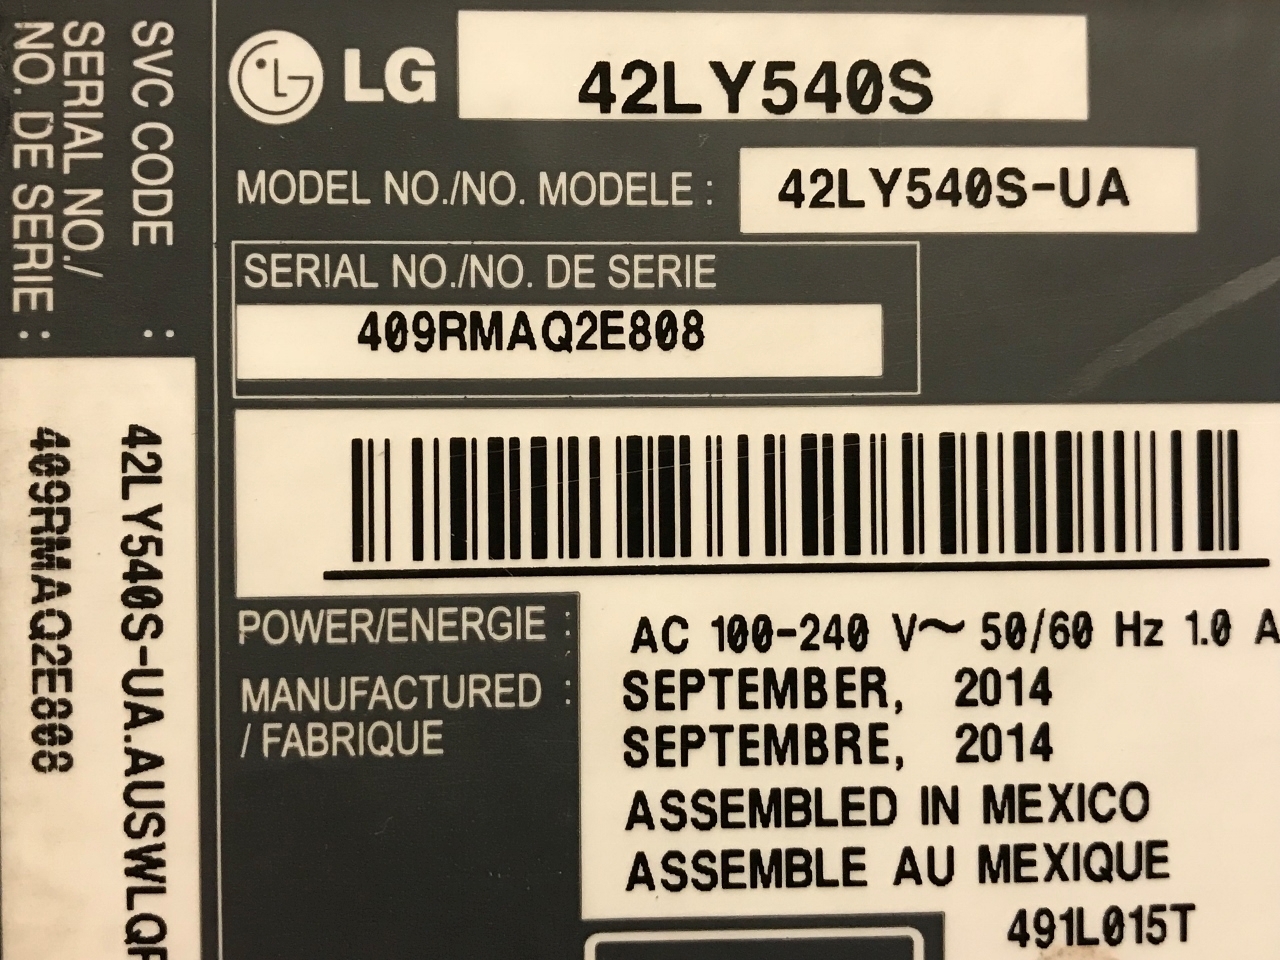 SVC CODE :
SERIAL NO./
NO. DE SERIE :
42LY540S-UA.AUSWLQR
409RMAQ2E808
LG
42LY540S
MODEL NO./NO. MODELE :
42LY540S-UA
SERIAL NO./NO. DE SERIE
409RMAQ2E808
POWER/ENERGIE :
AC 100-240 V~ 50/60 Hz 1.0 A
MANUFACTURED :
/ FABRIQUE
SEPTEMBER, 2014
SEPTEMBRE, 2014
ASSEMBLED IN MEXICO
ASSEMBLE AU MEXIQUE
491L015T